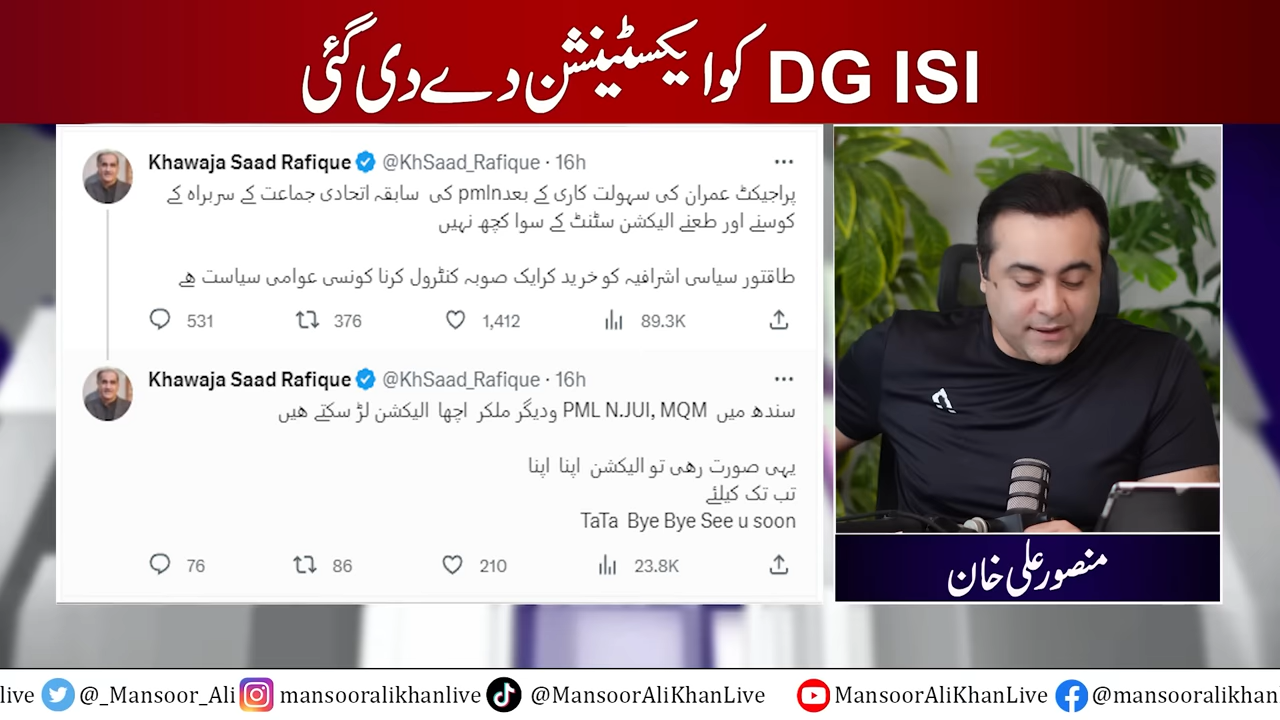 DG ISI کو ایکسٹینشن دے دی گئی
Khawaja Saad Rafique @KhSaad_Rafique · 16h
پراجیکٹ عمران کی سہولت کاری کے بعدpmln کی سابقہ اتحادی جماعت کے سربراہ کے
کوسنے اور طعنے الیکشن سٹنٹ کے سوا کچھ نہیں
طاقتور سیاسی اشرافیہ کو خرید کرایک صوبہ کنٹرول کرنا کونسی عوامی سیاست ھے
531 376 1,412 89.3K
Khawaja Saad Rafique @KhSaad_Rafique · 16h
سندھ میں PML N.JUI, MQM ودیگر ملکر اچھا الیکشن لڑ سکتے ھیں
یہی صورت رھی تو الیکشن اپنا اپنا
تب تک کیلئے
TaTa Bye Bye See u soon
76 86 210 23.8K
منصور علی خان
live @_Mansoor_Ali mansooralikhanlive @MansoorAliKhanLive MansoorAliKhanLive @mansooralikhan